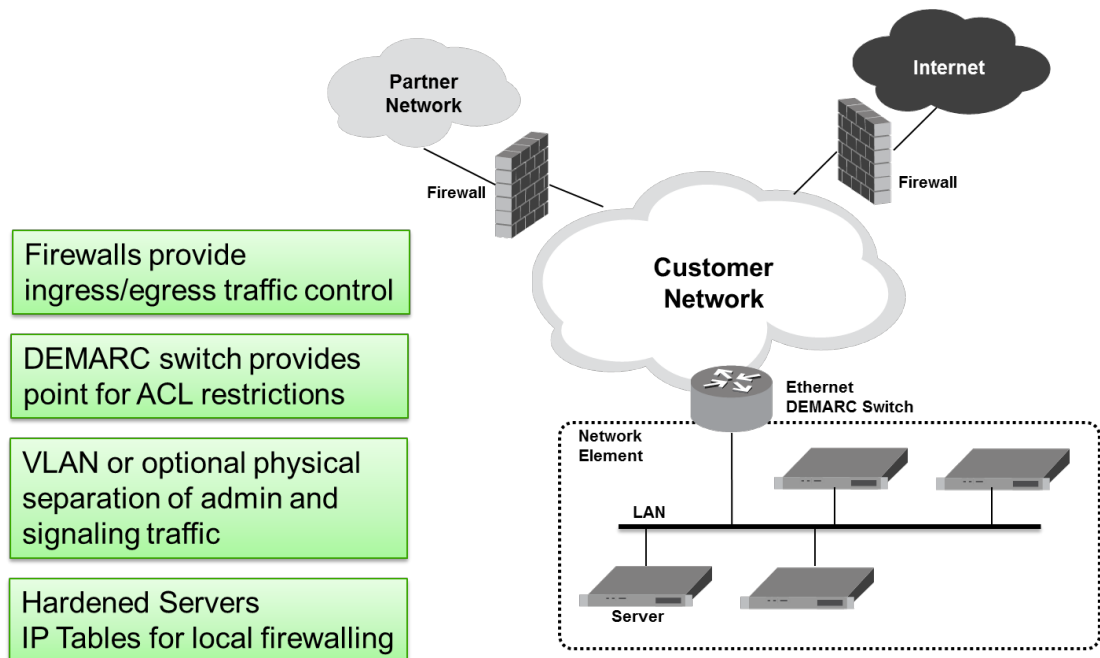 Partner
Network
Internet
Firewall
Firewall
Customer
Network
Firewalls provide
ingress/egress traffic control
DEMARC switch provides
point for ACL restrictions
VLAN or optional physical
separation of admin and
signaling traffic
Hardened Servers
IP Tables for local firewalling
Ethernet
DEMARC Switch
Network
Element
LAN
Server